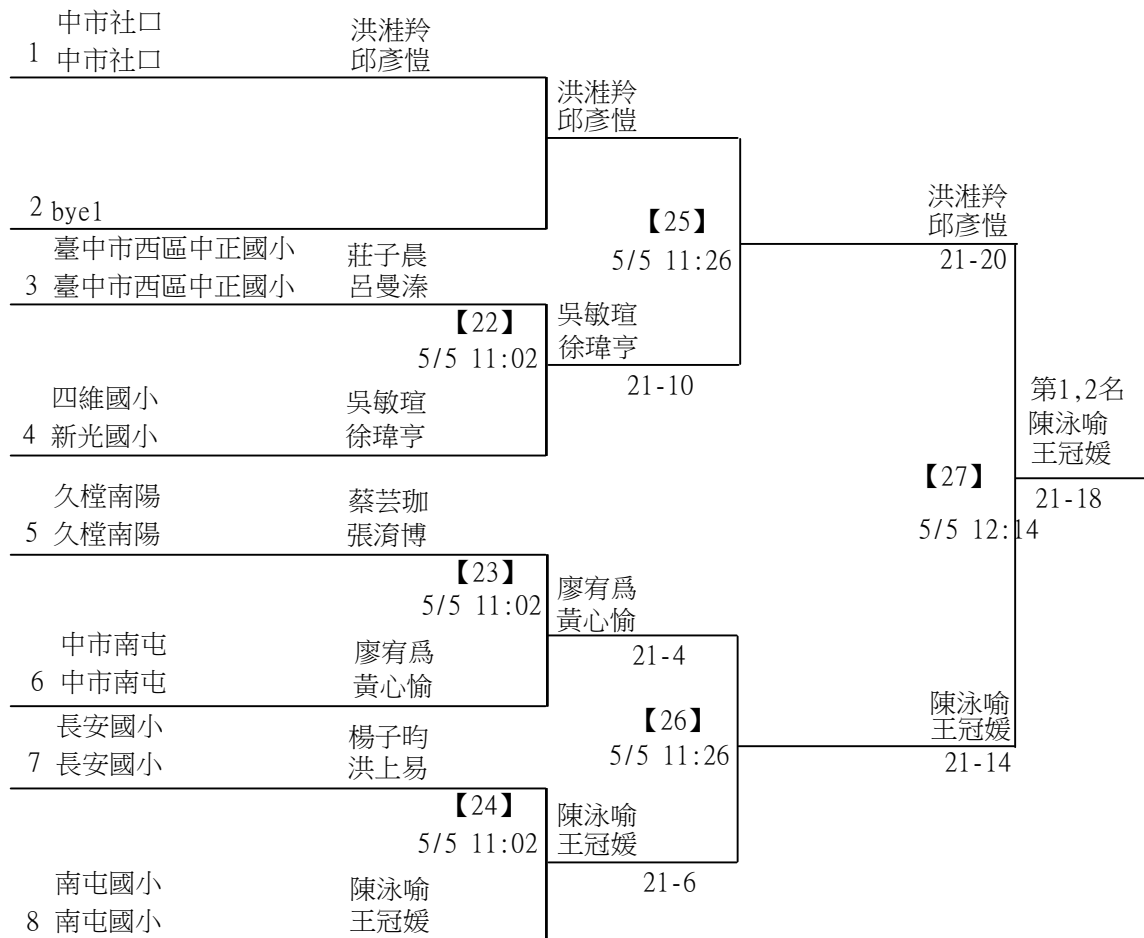 中市社口 洪溎羚
1 中市社口 邱彥愷
洪溎羚
邱彥愷
2 bye1
【25】
5/5 11:26
洪溎羚
邱彥愷
21-20
臺中市西區中正國小 莊子晨
3 臺中市西區中正國小 呂曼溱
【22】
5/5 11:02
吳敏瑄
徐瑋亨
21-10
四維國小 吳敏瑄
4 新光國小 徐瑋亨
第1,2名
陳泳喻
王冠媛
21-18
【27】
5/5 12:14
久樘南陽 蔡芸珈
5 久樘南陽 張淯博
【23】
5/5 11:02
廖宥爲
黃心愉
21-4
中市南屯 廖宥爲
6 中市南屯 黃心愉
【26】
5/5 11:26
陳泳喻
王冠媛
21-14
長安國小 楊子昀
7 長安國小 洪上易
【24】
5/5 11:02
陳泳喻
王冠媛
21-6
南屯國小 陳泳喻
8 南屯國小 王冠媛